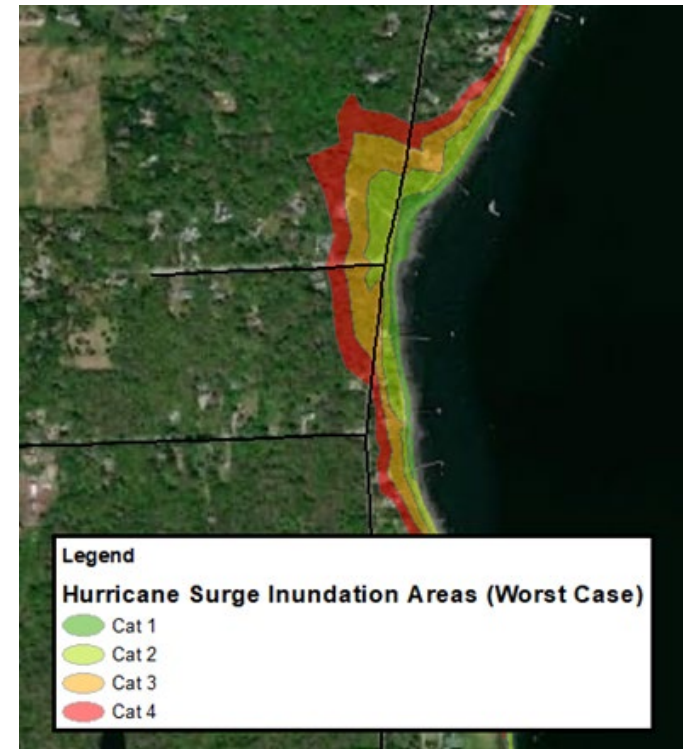 Legend
Hurricane Surge Inundation Areas (Worst Case)
Cat 1
Cat 2
Cat 3
Cat 4